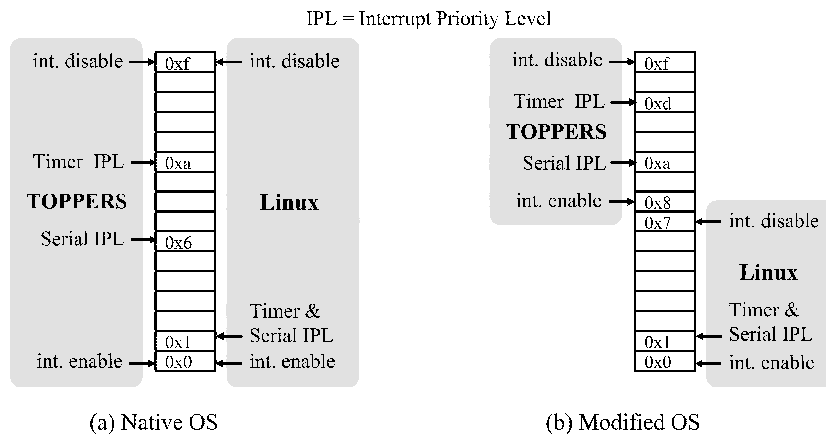 IPL = Interrupt Priority Level
int. disable 0xf int. disable
Timer IPL 0xa
TOPPERS Linux
Serial IPL 0x6
Timer &
0x1 Serial IPL
int. enable 0x0 int. enable
(a) Native OS
int. disable 0xf
Timer IPL 0xd
TOPPERS
Serial IPL 0xa
int. enable 0x8
0x7 int. disable
Linux
Timer &
0x1 Serial IPL
0x0 int. enable
(b) Modified OS